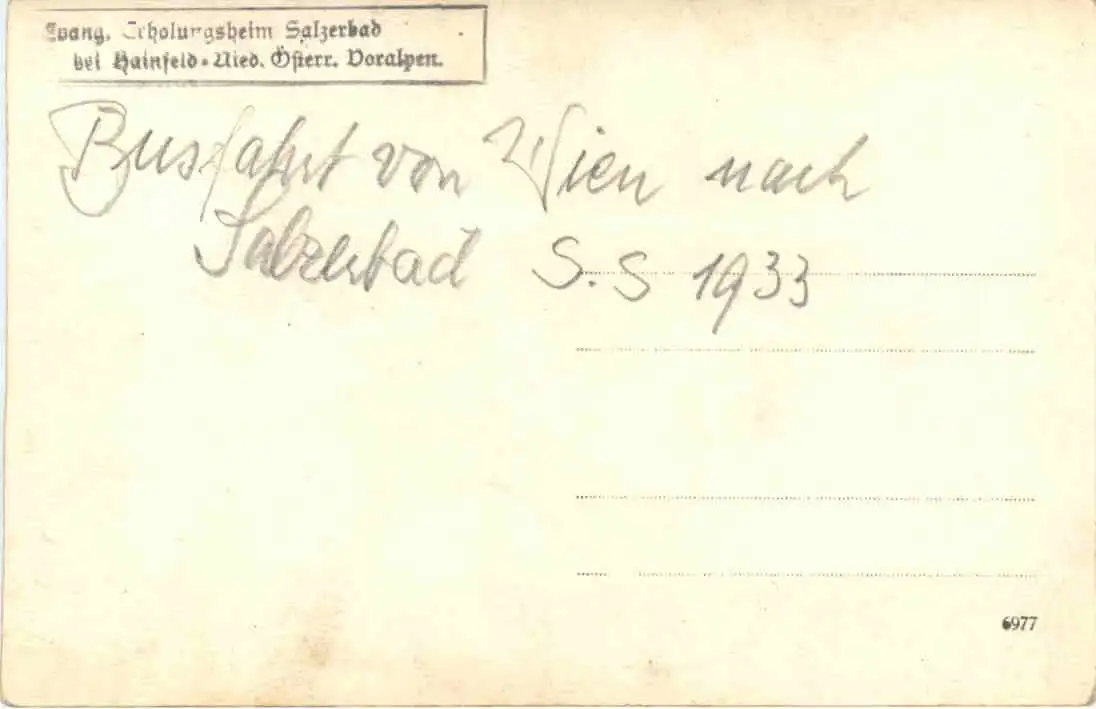 Evang. Erholungsheim Salzerbad
bei Hainfeld-Nied. Österr. Voralpen.
Busfahrt von Wien nach
Salzerbad S.S 1933
6977